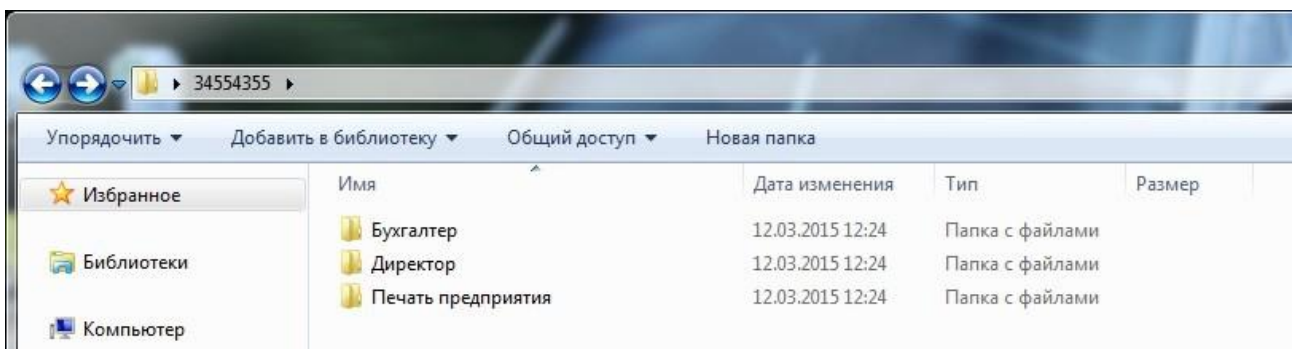 34554355
Упорядочить Добавить в библиотеку Общий доступ Новая папка
Избранное
Библиотеки
Компьютер
Имя Дата изменения Тип Размер
Бухгалтер 12.03.2015 12:24 Папка с файлами
Директор 12.03.2015 12:24 Папка с файлами
Печать предприятия 12.03.2015 12:24 Папка с файлами